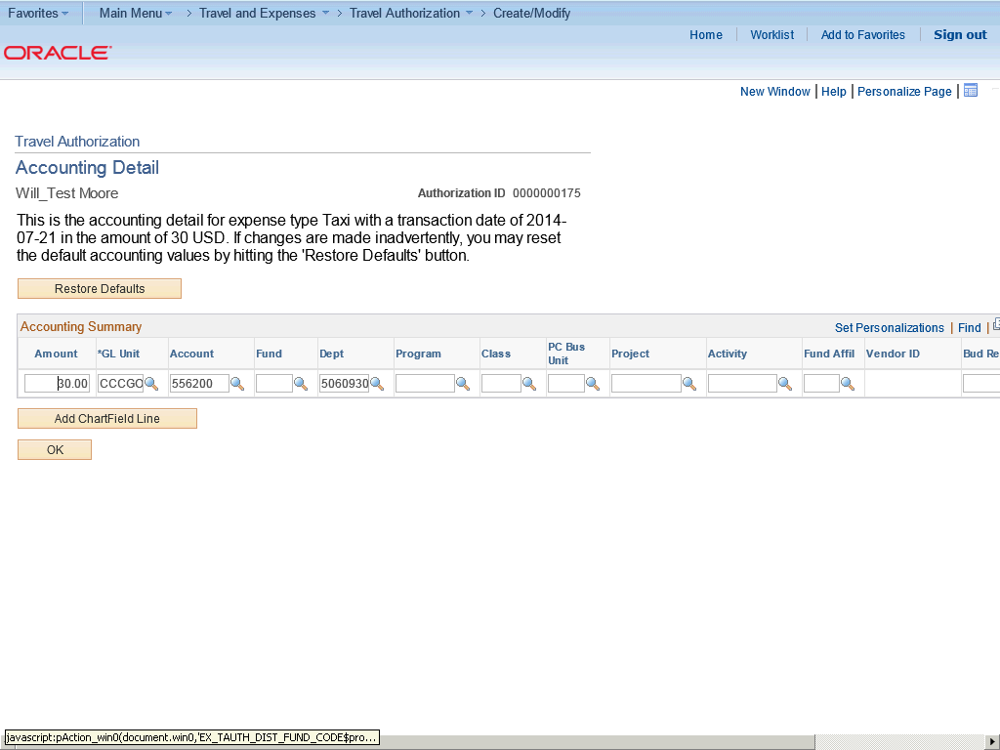 Favorites Main Menu > Travel and Expenses > Travel Authorization > Create/Modify
Home Worklist Add to Favorites Sign out
ORACLE
New Window | Help | Personalize Page |
Travel Authorization
Accounting Detail
Will_Test Moore Authorization ID 0000000175
This is the accounting detail for expense type Taxi with a transaction date of 2014-
07-21 in the amount of 30 USD. If changes are made inadvertently, you may reset
the default accounting values by hitting the 'Restore Defaults' button.
Restore Defaults
Accounting Summary Set Personalizations | Find |
Amount *GL Unit Account Fund Dept Program Class PC Bus Unit Project Activity Fund Affil Vendor ID Bud Re
30.00 CCCGO 556200 5060930
Add ChartField Line
OK
javascript:pAction_win0(document.win0,'EX_TAUTH_DIST_FUND_CODE$pro...